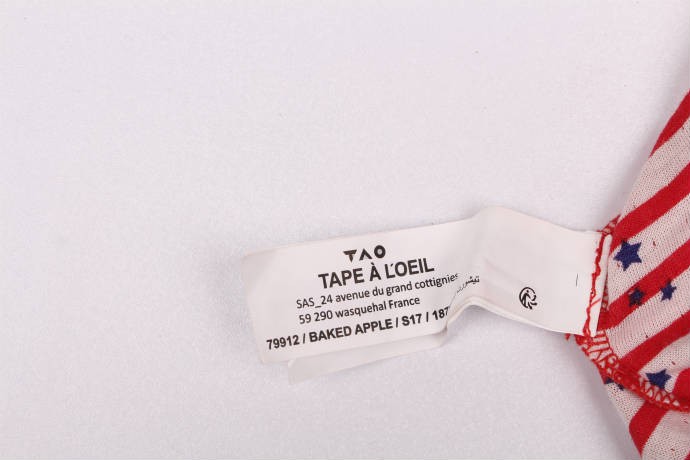 TAO
TAPE À L'OEIL
SAS_24 avenue du grand cottignies
59 290 wasquehal France
79912 / BAKED APPLE / S17 / 187